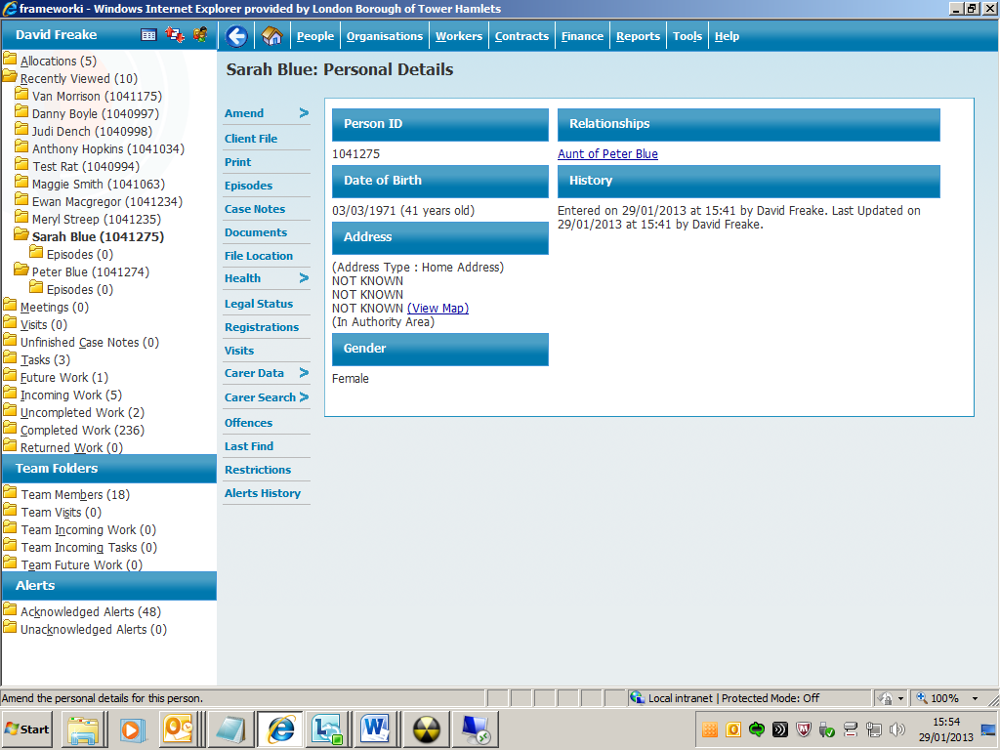 frameworki - Windows Internet Explorer provided by London Borough of Tower Hamlets
David Freake
People
Organisations
Workers
Contracts
Finance
Reports
Tools
Help
Allocations (5)
Recently Viewed (10)
Van Morrison (1041175)
Danny Boyle (1040997)
Judi Dench (1040998)
Anthony Hopkins (1041034)
Test Rat (1040994)
Maggie Smith (1041063)
Ewan Macgregor (1041234)
Meryl Streep (1041235)
Sarah Blue (1041275)
Episodes (0)
Peter Blue (1041274)
Episodes (0)
Meetings (0)
Visits (0)
Unfinished Case Notes (0)
Tasks (3)
Future Work (1)
Incoming Work (5)
Uncompleted Work (2)
Completed Work (236)
Returned Work (0)
Team Folders
Team Members (18)
Team Visits (0)
Team Incoming Work (0)
Team Incoming Tasks (0)
Team Future Work (0)
Alerts
Acknowledged Alerts (48)
Unacknowledged Alerts (0)
Sarah Blue: Personal Details
Amend >
Client File
Print
Episodes
Case Notes
Documents
File Location
Health >
Legal Status
Registrations
Visits
Carer Data >
Carer Search >
Offences
Last Find
Restrictions
Alerts History
Person ID
1041275
Date of Birth
03/03/1971 (41 years old)
Address
(Address Type : Home Address)
NOT KNOWN
NOT KNOWN
NOT KNOWN (View Map)
(In Authority Area)
Gender
Female
Relationships
Aunt of Peter Blue
History
Entered on 29/01/2013 at 15:41 by David Freake. Last Updated on
29/01/2013 at 15:41 by David Freake.
Amend the personal details for this person.
Local intranet | Protected Mode: Off
100%
Start
15:54
29/01/2013